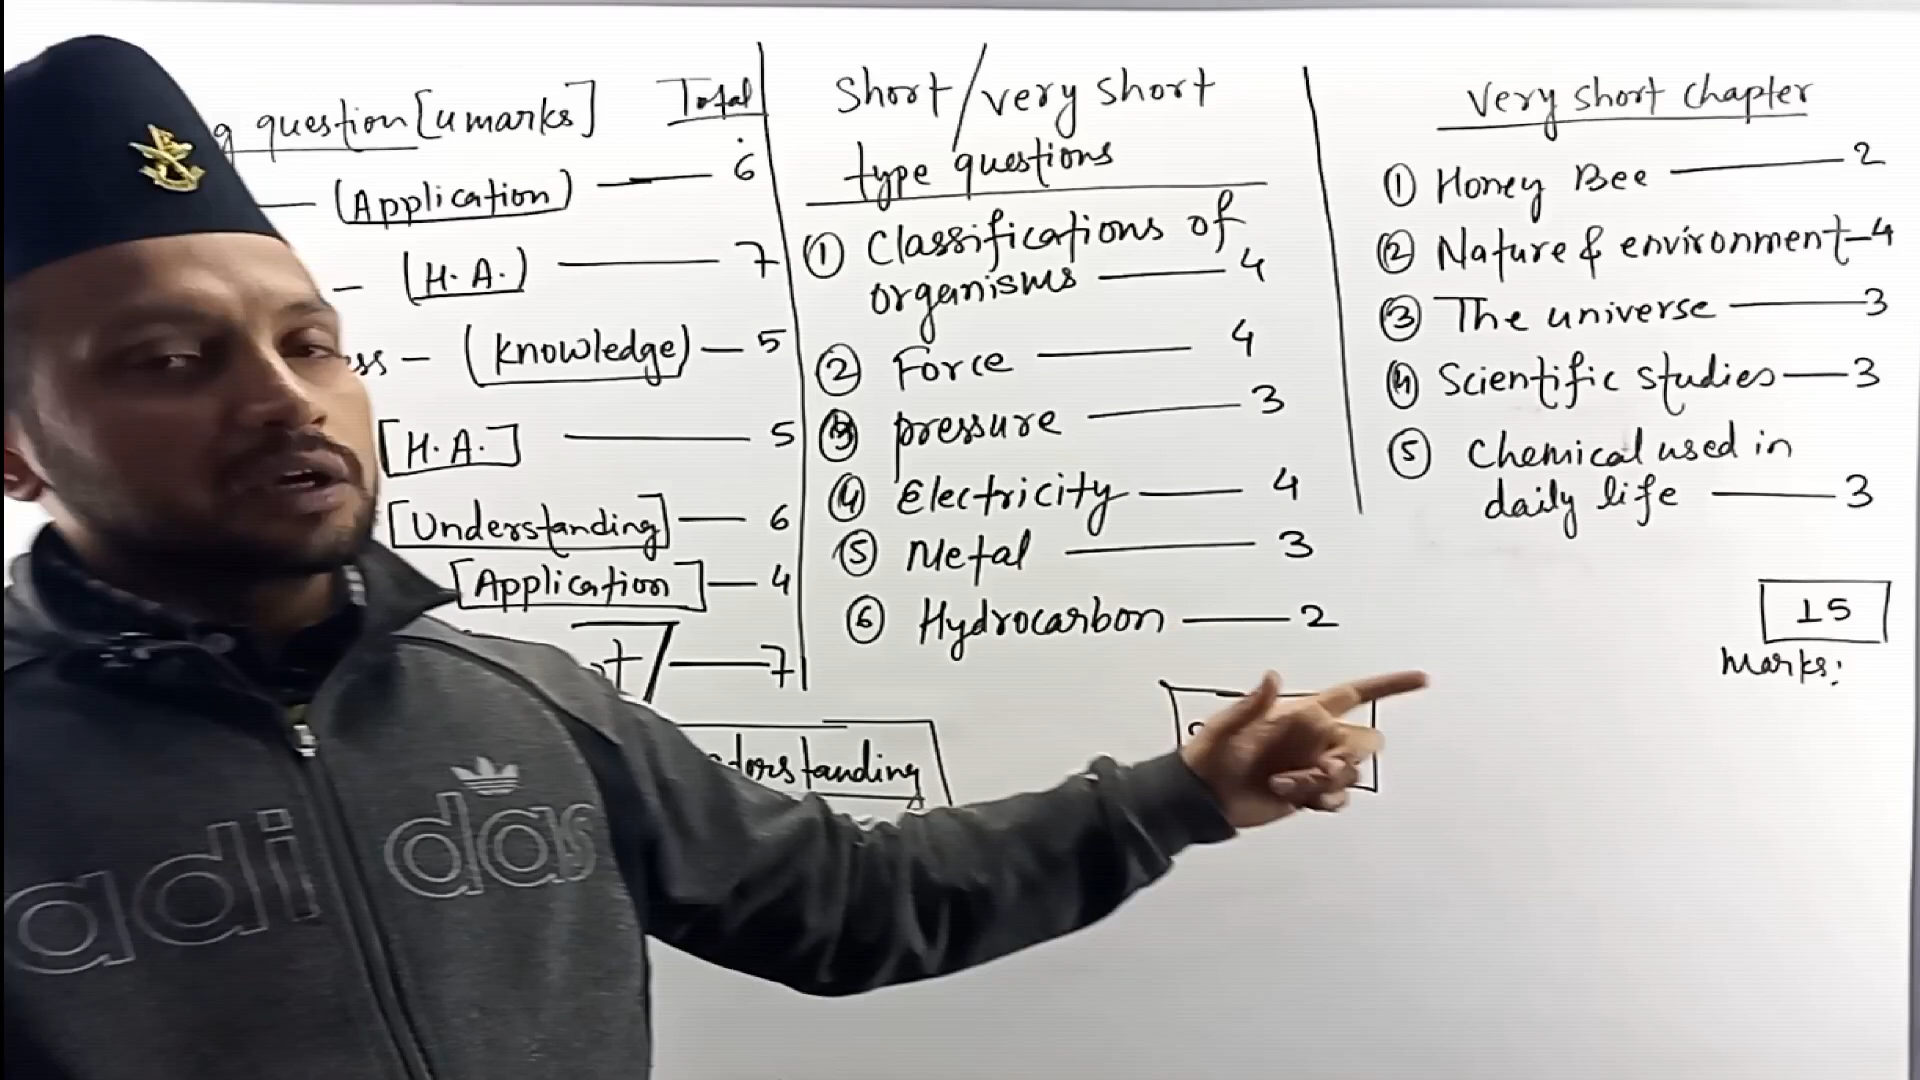 question [4 marks] Total
(Application) — 6
— (H.A.) — 7
ss — (knowledge) — 5
[H.A.] — 5
[Understanding] — 6
[Application] — 4
— 7
Short/very short
type questions
① Classifications of
organisms — 4
② Force — 4
③ pressure — 3
④ Electricity — 4
⑤ Metal — 3
⑥ Hydrocarbon — 2
Very short chapter
① Honey Bee — 2
② Nature & environment — 4
③ The universe — 3
④ Scientific studies — 3
⑤ Chemical used in
daily life — 3
15
Marks:
adidas